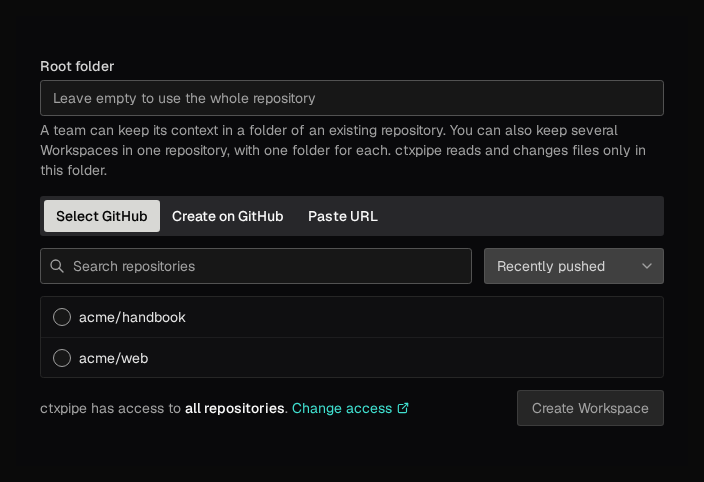 Root folder
Leave empty to use the whole repository
A team can keep its context in a folder of an existing repository. You can also keep several
Workspaces in one repository, with one folder for each. ctxpipe reads and changes files only in
this folder.
Select GitHub Create on GitHub Paste URL
Search repositories Recently pushed
acme/handbook
acme/web
ctxpipe has access to all repositories. Change access Create Workspace